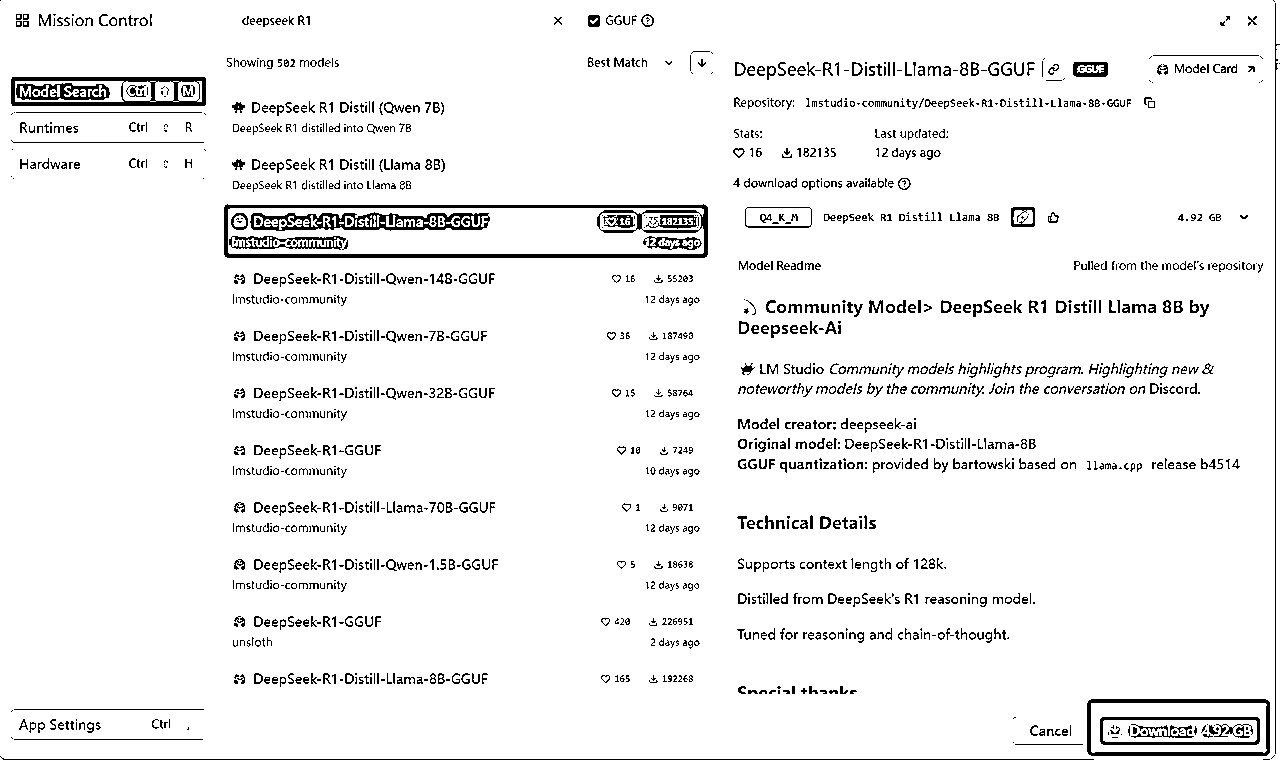 Mission Control
deepseek R1
GGUF
Showing 502 models
Best Match
Model Search Ctrl ⇧ M
Runtimes Ctrl ⇧ R
Hardware Ctrl ⇧ H
App Settings Ctrl ,
DeepSeek R1 Distill (Qwen 7B)
DeepSeek R1 distilled into Qwen 7B
DeepSeek R1 Distill (Llama 8B)
DeepSeek R1 distilled into Llama 8B
DeepSeek-R1-Distill-Llama-8B-GGUF 16 182135
lmstudio-community 12 days ago
DeepSeek-R1-Distill-Qwen-14B-GGUF 16 55203
lmstudio-community 12 days ago
DeepSeek-R1-Distill-Qwen-7B-GGUF 36 187490
lmstudio-community 12 days ago
DeepSeek-R1-Distill-Qwen-32B-GGUF 15 58764
lmstudio-community 12 days ago
DeepSeek-R1-GGUF 10 7249
lmstudio-community 10 days ago
DeepSeek-R1-Distill-Llama-70B-GGUF 1 9071
lmstudio-community 12 days ago
DeepSeek-R1-Distill-Qwen-1.5B-GGUF 5 18638
lmstudio-community 12 days ago
DeepSeek-R1-GGUF 420 226951
unsloth 2 days ago
DeepSeek-R1-Distill-Llama-8B-GGUF 165 192268
DeepSeek-R1-Distill-Llama-8B-GGUF GGUF Model Card
Repository: lmstudio-community/DeepSeek-R1-Distill-Llama-8B-GGUF
Stats: Last updated:
16 182135 12 days ago
4 download options available
Q4_K_M DeepSeek R1 Distill Llama 8B 4.92 GB
Model Readme Pulled from the model's repository
Community Model> DeepSeek R1 Distill Llama 8B by
Deepseek-Ai
LM Studio Community models highlights program. Highlighting new &
noteworthy models by the community. Join the conversation on Discord.
Model creator: deepseek-ai
Original model: DeepSeek-R1-Distill-Llama-8B
GGUF quantization: provided by bartowski based on llama.cpp release b4514
Technical Details
Supports context length of 128k.
Distilled from DeepSeek's R1 reasoning model.
Tuned for reasoning and chain-of-thought.
Special thanks
Cancel Download 4.92 GB